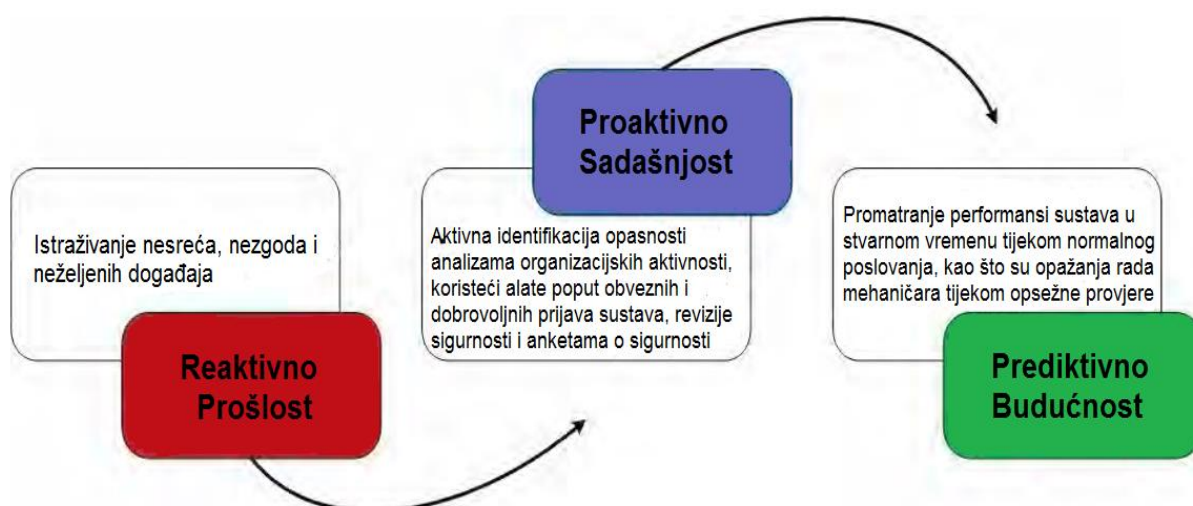 Istraživanje nesreća, nezgoda i
neželjenih događaja
Reaktivno
Prošlost
Proaktivno
Sadašnjost
Aktivna identifikacija opasnosti
analizama organizacijskih aktivnosti,
koristeći alate poput obveznih i
dobrovoljnih prijava sustava, revizije
sigurnosti i anketama o sigurnosti
Promatranje performansi sustava u
stvarnom vremenu tijekom normalnog
poslovanja, kao što su opažanja rada
mehaničara tijekom opsežne provjere
Prediktivno
Budućnost